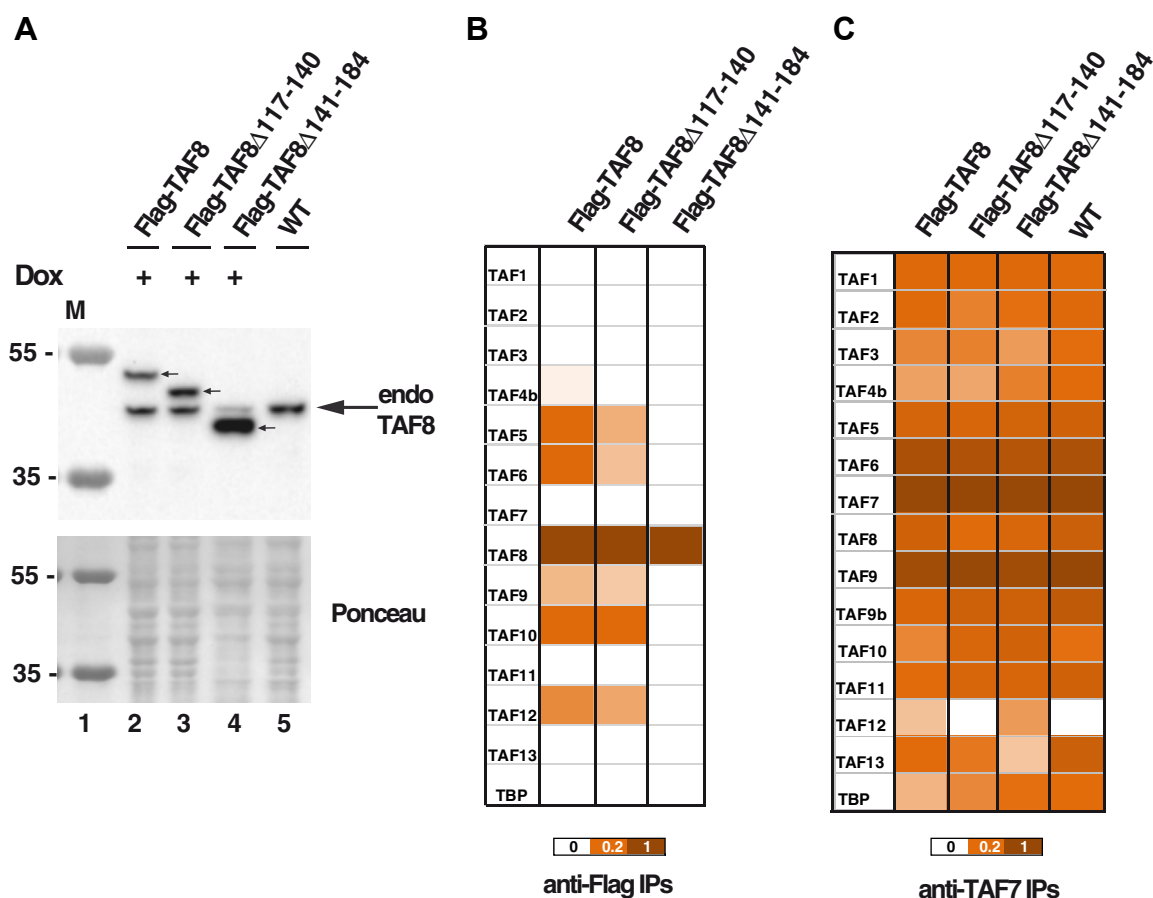 A
B
C
Flag-TAF8
Flag-TAF8Δ117-140
Flag-TAF8Δ141-184
WT
Dox + + +
M
55 -
35 -
endo
TAF8
55 -
35 -
Ponceau
1 2 3 4 5
Flag-TAF8
Flag-TAF8Δ117-140
Flag-TAF8Δ141-184
TAF1
TAF2
TAF3
TAF4b
TAF5
TAF6
TAF7
TAF8
TAF9
TAF10
TAF11
TAF12
TAF13
TBP
0 0.2 1
anti-Flag IPs
Flag-TAF8
Flag-TAF8Δ117-140
Flag-TAF8Δ141-184
WT
TAF1
TAF2
TAF3
TAF4b
TAF5
TAF6
TAF7
TAF8
TAF9
TAF9b
TAF10
TAF11
TAF12
TAF13
TBP
0 0.2 1
anti-TAF7 IPs